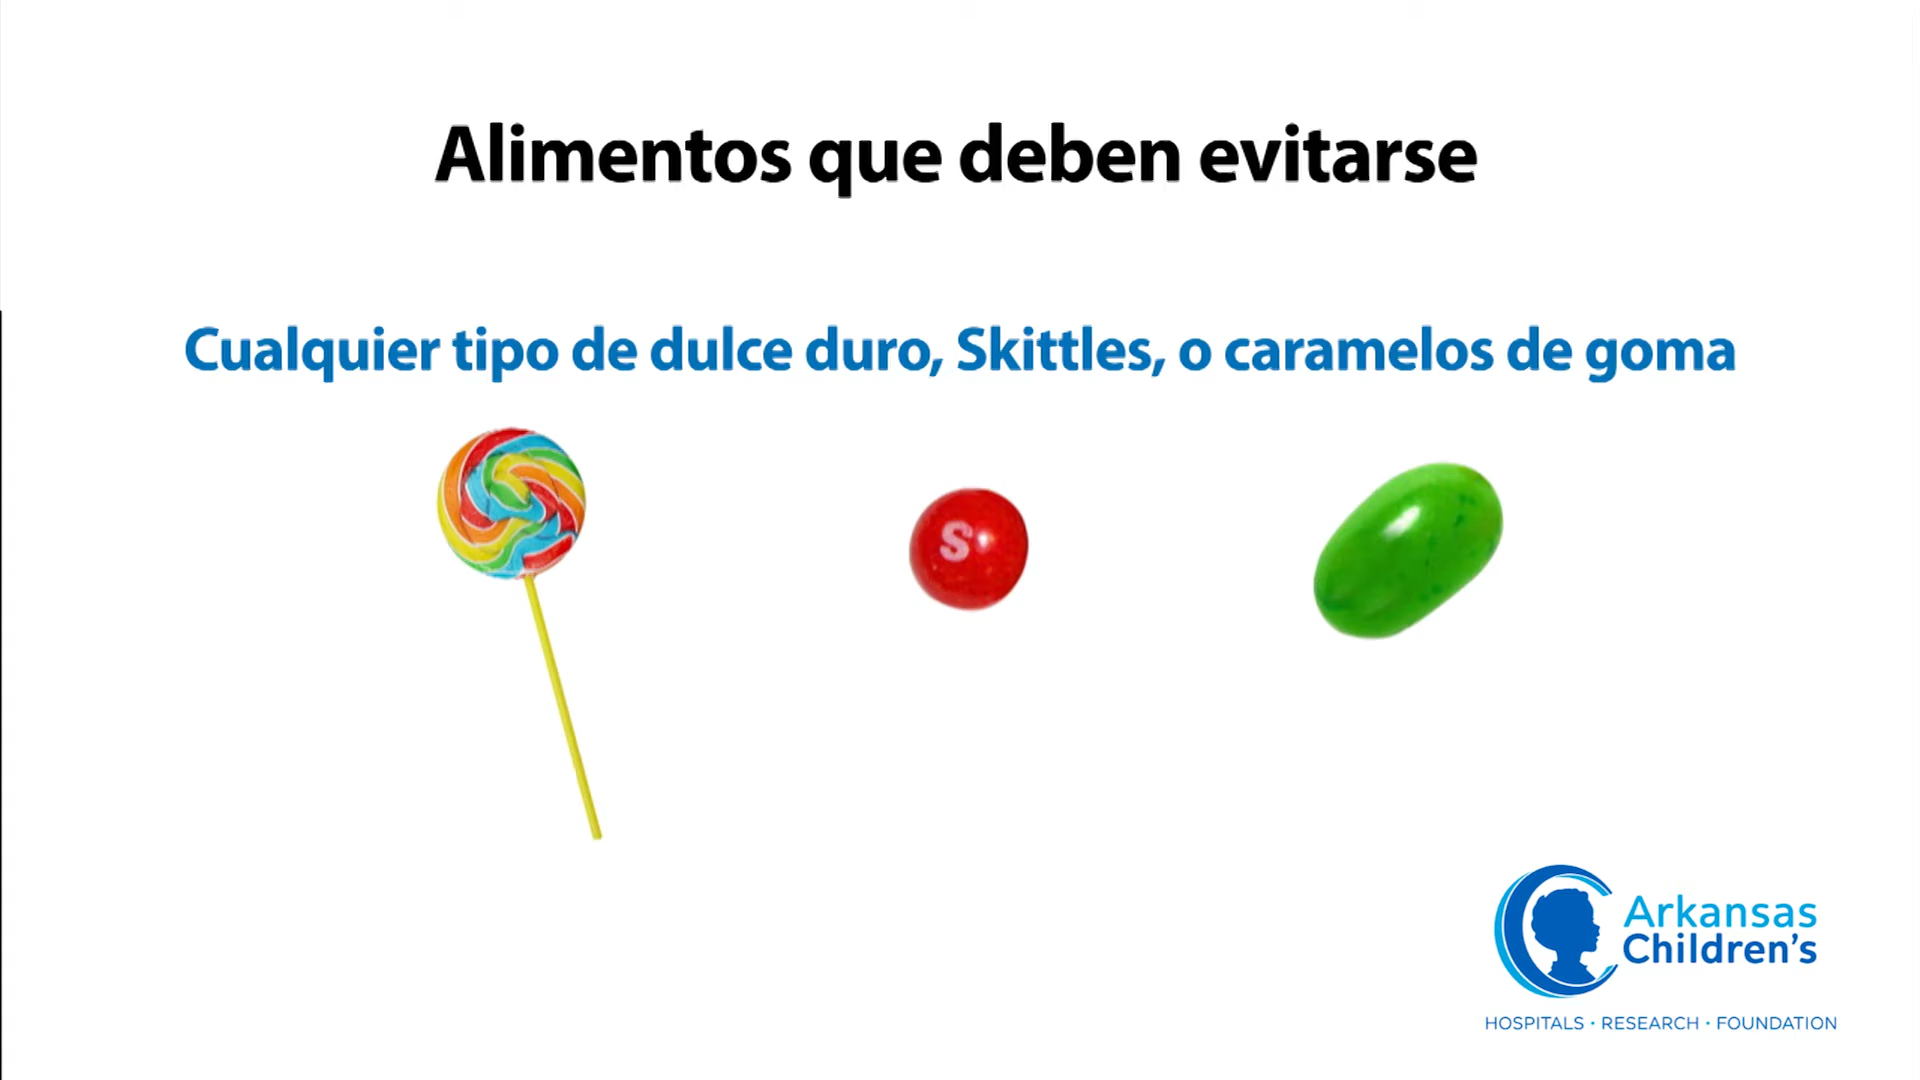 Alimentos que deben evitarse
Cualquier tipo de dulce duro, Skittles, o caramelos de goma
S
Arkansas
Children's
HOSPITALS · RESEARCH · FOUNDATION